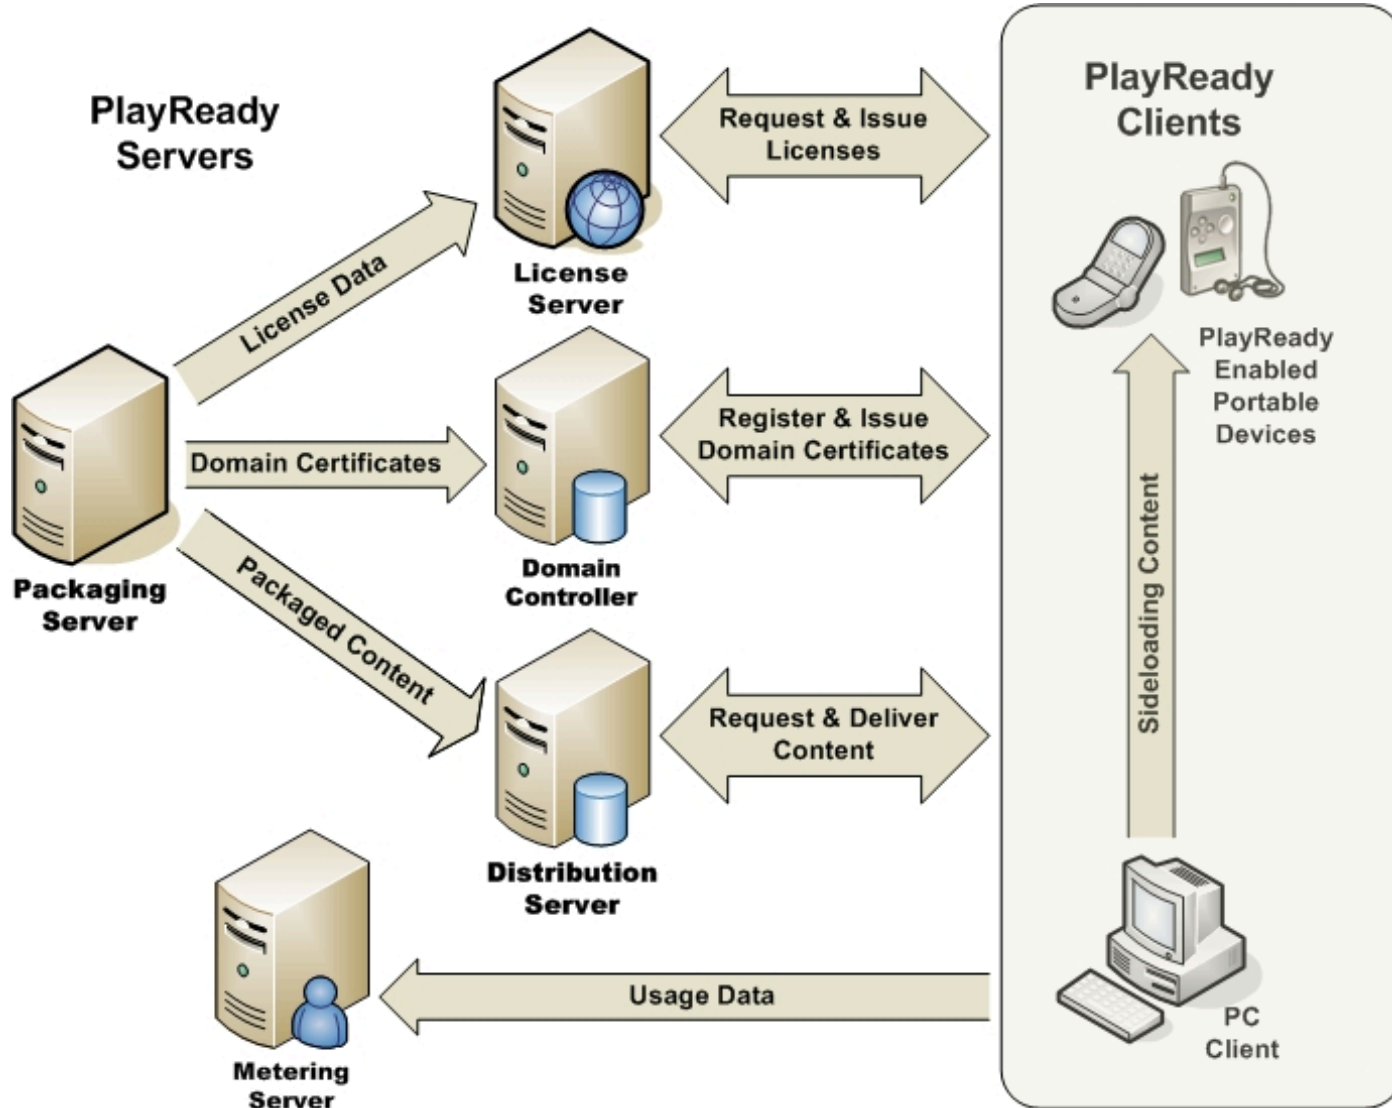 PlayReady
Servers
PlayReady
Clients
Request & Issue
Licenses
License Data
License
Server
PlayReady
Enabled
Portable
Devices
Register & Issue
Domain Certificates
Domain Certificates
Packaging
Server
Domain
Controller
Packaged Content
Sideloading Content
Request & Deliver
Content
Distribution
Server
Usage Data
PC
Client
Metering
Server